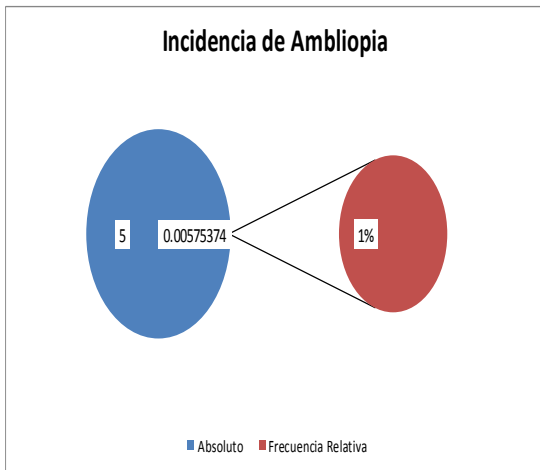 Incidencia de Ambliopia
5
0.00575374
1%
Absoluto
Frecuencia Relativa